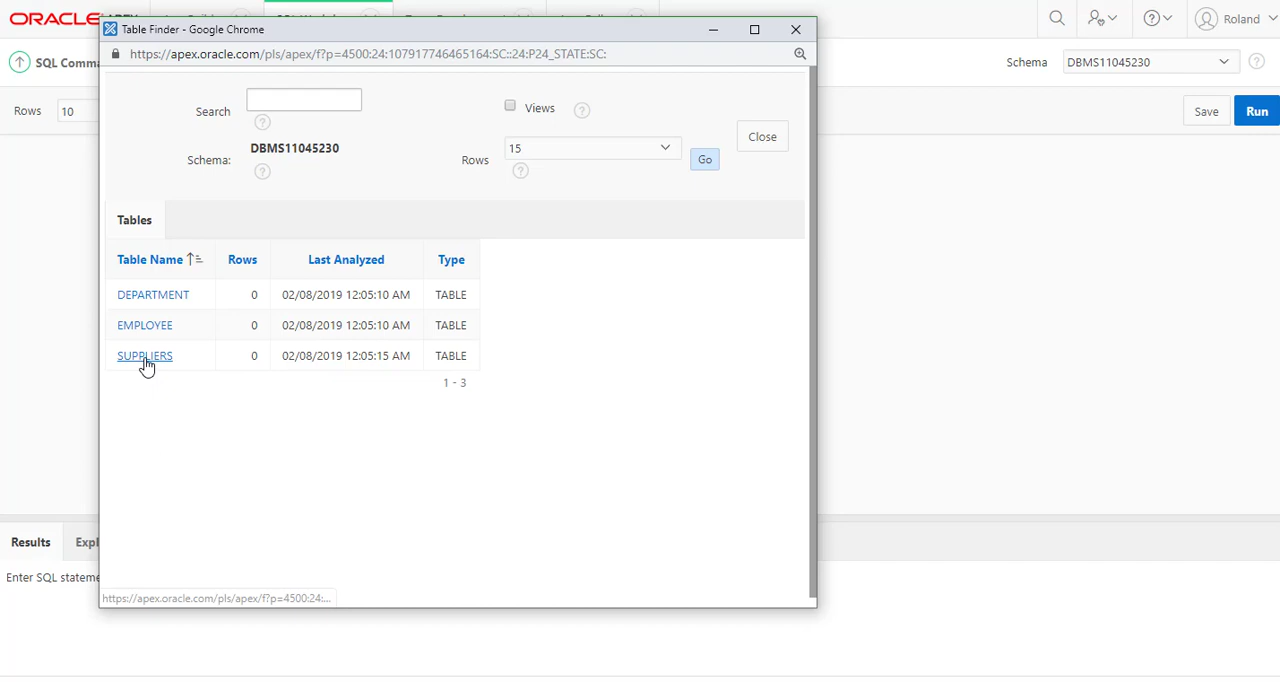 ORACLE
Table Finder - Google Chrome
https://apex.oracle.com/pls/apex/f?p=4500:24:107917746465164:SC::24:P24_STATE:SC:
Roland
SQL Comma
Schema
DBMS11045230
Rows
10
Save
Run
Search
Views
Close
Schema:
DBMS11045230
Rows
15
Go
Tables
Table Name Rows Last Analyzed Type
DEPARTMENT 0 02/08/2019 12:05:10 AM TABLE
EMPLOYEE 0 02/08/2019 12:05:10 AM TABLE
SUPPLIERS 0 02/08/2019 12:05:15 AM TABLE
1 - 3
Results
Expl
Enter SQL stateme
https://apex.oracle.com/pls/apex/f?p=4500:24:...